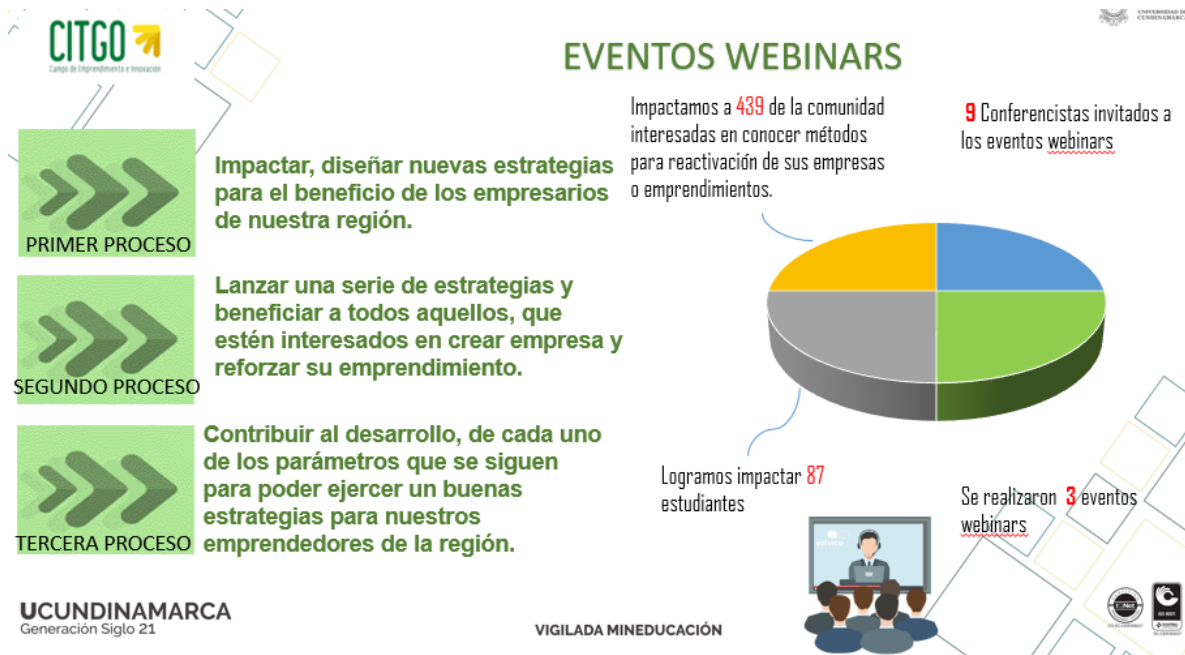 CITGO
Campo de Emprendimiento e Innovación
UNIVERSIDAD DE
CUNDINAMARCA
EVENTOS WEBINARS
PRIMER PROCESO
Impactar, diseñar nuevas estrategias
para el beneficio de los empresarios
de nuestra región.
SEGUNDO PROCESO
Lanzar una serie de estrategias y
beneficiar a todos aquellos, que
estén interesados en crear empresa y
reforzar su emprendimiento.
TERCERA PROCESO
Contribuir al desarrollo, de cada uno
de los parámetros que se siguen
para poder ejercer un buenas
estrategias para nuestros
emprendedores de la región.
Impactamos a 439 de la comunidad
interesadas en conocer métodos
para reactivación de sus empresas
o emprendimientos.
9 Conferencistas invitados a
los eventos webinars
Logramos impactar 87
estudiantes
Se realizaron 3 eventos
webinars
UCUNDINAMARCA
Generación Siglo 21
VIGILADA MINEDUCACIÓN